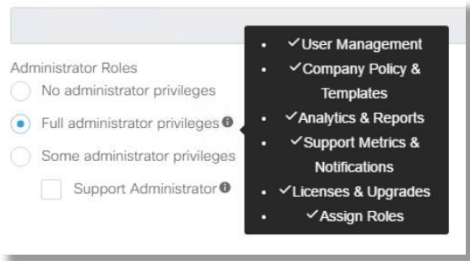 Administrator Roles
No administrator privileges
Full administrator privileges
Some administrator privileges
Support Administrator
• ✓User Management
• ✓Company Policy &
Templates
• ✓Analytics & Reports
• ✓Support Metrics &
Notifications
• ✓Licenses & Upgrades
• ✓Assign Roles